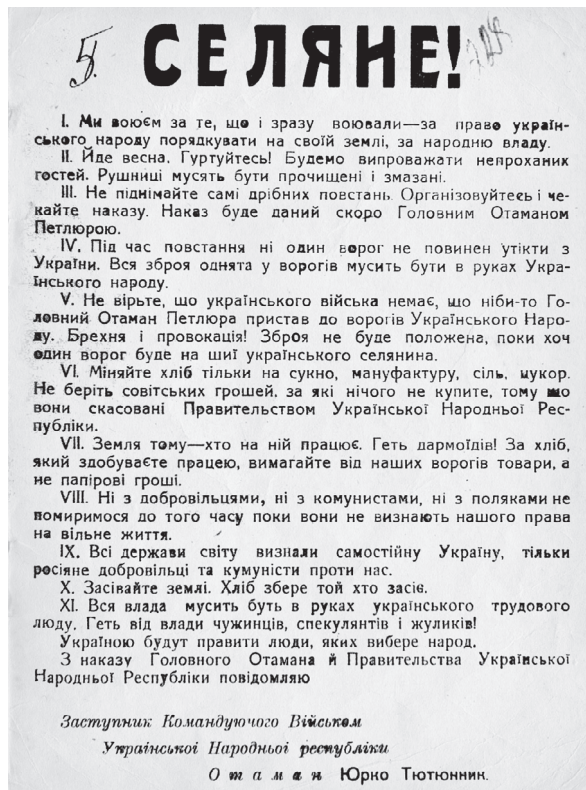 5.
СЕЛЯНЕ!
I. Ми воюєм за те, що і зразу воювали—за право україн-
ського народу порядкувати на своїй землі, за народню владу.
II. Йде весна. Гуртуйтесь! Будемо випроважати непроханих
гостей. Рушниці мусять бути прочищені і змазані.
III. Не піднімайте самі дрібних повстань. Організовуйтесь і че-
кайте наказу. Наказ буде даний скоро Головним Отаманом
Петлюрою.
IV. Під час повстання ні один ворог не повинен утікти з
України. Вся зброя однята у ворогів мусить бути в руках Укра-
їнського народу.
V. Не вірьте, що українського війська немає, що ніби-то Го-
ловний Отаман Петлюра пристав до ворогів Українського Наро-
ду. Брехня і провокація! Зброя не буде положена, поки хоч
один ворог буде на шиї українського селянина.
VI. Міняйте хліб тільки на сукно, мануфактуру, сіль, цукор.
Не беріть совітських грошей, за які нічого не купите, тому що
вони скасовані Правительством Української Народньої Рес-
публіки.
VII. Земля тому—хто на ній працює. Геть дармоїдів! За хліб,
який здобуваєте працею, вимагайте від наших ворогів товари, а
не папірові гроші.
VIII. Ні з добровільцями, ні з комунистами, ні з поляками не
помиримося до того часу поки вони не визнають нашого права
на вільне життя.
IX. Всі держави світу визнали самостійну Україну, тільки
росіяне добровільці та кумуністи проти нас.
X. Засівайте землі. Хліб збере той хто засів.
XI. Вся влада мусить буть в руках українського трудового
люду. Геть від влади чужинців, спекулянтів і жуликів!
Україною будут правити люди, яких вибере народ.
З наказу Головного Отамана й Правительства Української
Народньої Республіки повідомляю
Заступник Командуючого Військом
Української Народньої республіки
Отаман Юрко Тютюнник.